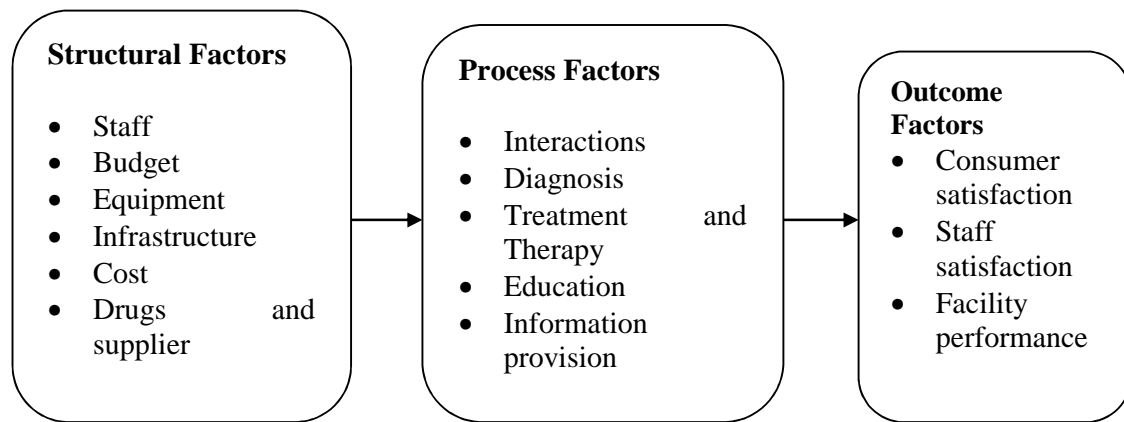 Structural Factors
• Staff
• Budget
• Equipment
• Infrastructure
• Cost
• Drugs and
supplier
Process Factors
• Interactions
• Diagnosis
• Treatment and
Therapy
• Education
• Information
provision
Outcome
Factors
• Consumer
satisfaction
• Staff
satisfaction
• Facility
performance